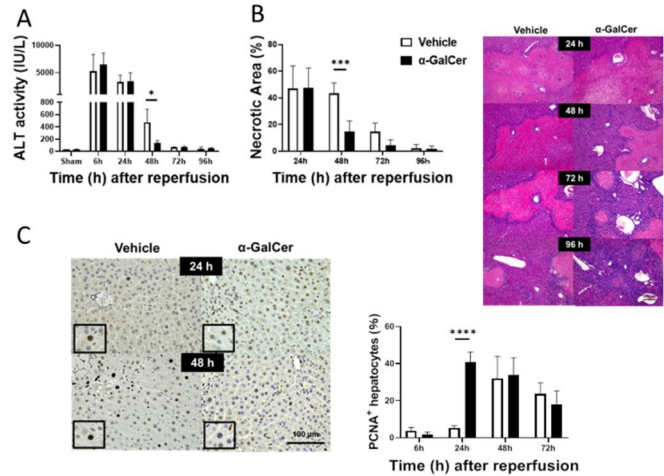 A
ALT activity (IU/L)
10000
5000
800
600
400
200
0
*
Sham 6h 24h 48h 72h 96h
Time (h) after reperfusion
B
Necrotic Area (%)
80
60
40
20
0
***
24h 48h 72h 96h
Time (h) after reperfusion
Vehicle
α-GalCer
Vehicle α-GalCer
24 h
48 h
72 h
96 h
C
Vehicle α-GalCer
24 h
48 h
100 μm
PCNA+ hepatocytes (%)
60
40
20
0
****
6h 24h 48h 72h
Time (h) after reperfusion